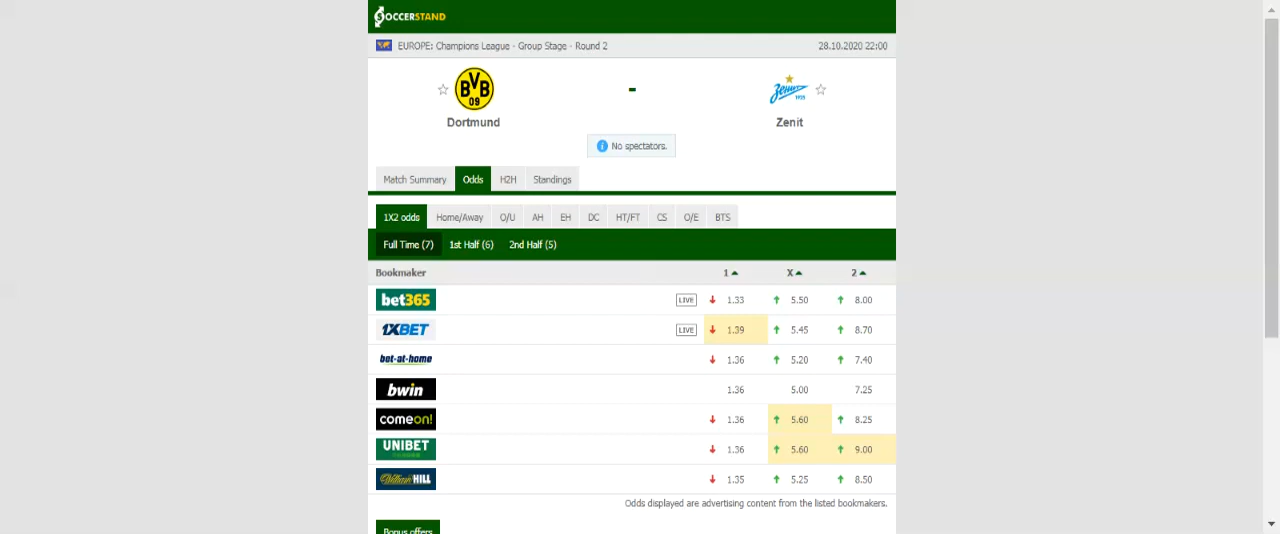 SOCCERSTAND
EUROPE: Champions League - Group Stage - Round 2 28.10.2020 22:00
BVB
09
Dortmund
-
Zenit
No spectators.
Match Summary Odds H2H Standings
1X2 odds Home/Away O/U AH EH DC HT/FT CS O/E BTS
Full Time (7) 1st Half (6) 2nd Half (5)
Bookmaker 1 X 2
bet365 LIVE 1.33 5.50 8.00
1XBET LIVE 1.39 5.45 8.70
bet-at-home 1.36 5.20 7.40
bwin 1.36 5.00 7.25
comeon! 1.36 5.60 8.25
UNIBET 1.36 5.60 9.00
William HILL 1.35 5.25 8.50
Odds displayed are advertising content from the listed bookmakers.
Bonus offers